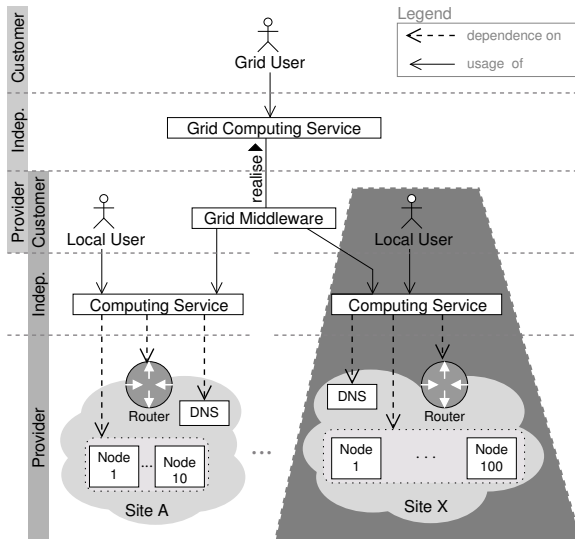 Legend
dependence on
usage of
Customer
Grid User
Indep.
Grid Computing Service
realise
Provider
Customer
Grid Middleware
Local User
Local User
Indep.
Computing Service
Computing Service
Provider
Router
DNS
DNS
Router
Node
1
...
Node
10
...
Node
1
. . .
Node
100
Site A
Site X